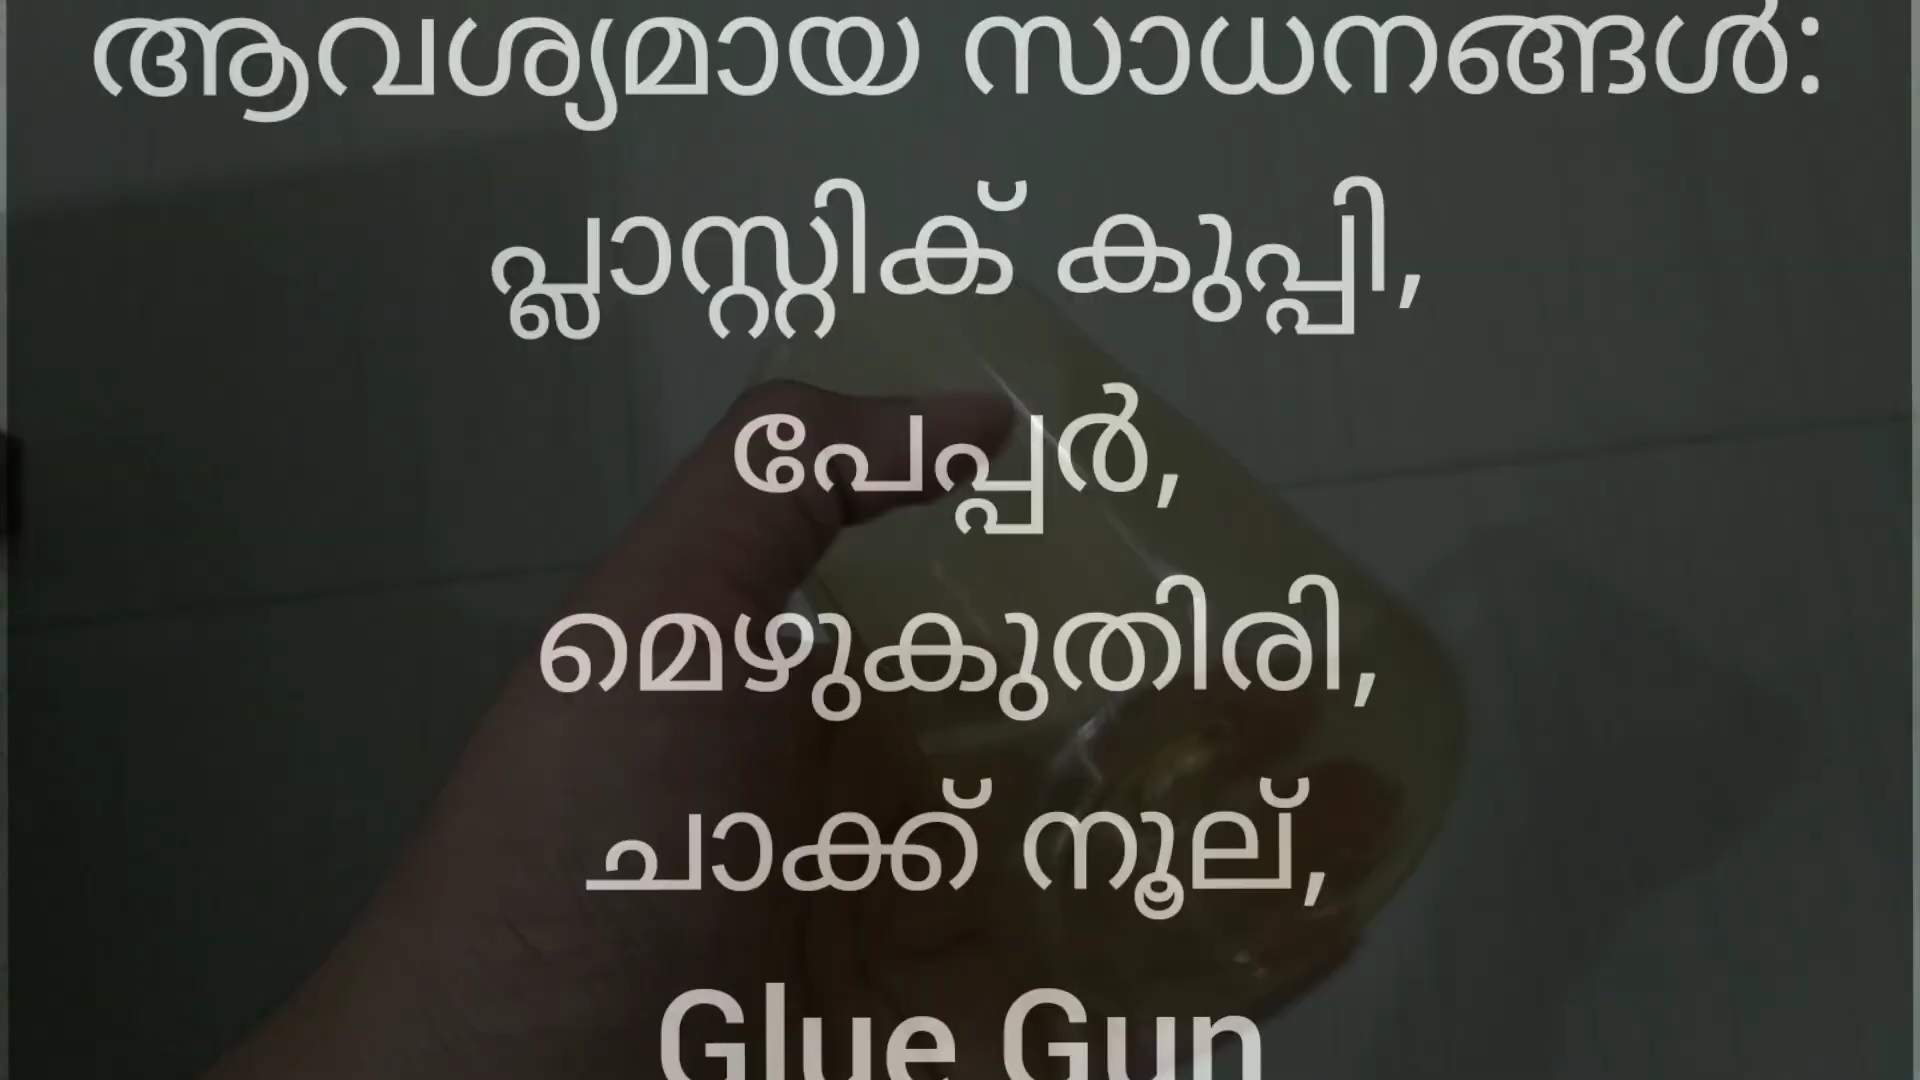 ആവശ്യമായ സാധനങ്ങൾ:
പ്ലാസ്റ്റിക് കുപ്പി,
പേപ്പർ,
മെഴുകുതിരി,
ചാക്ക് നൂല്,
Glue Gun